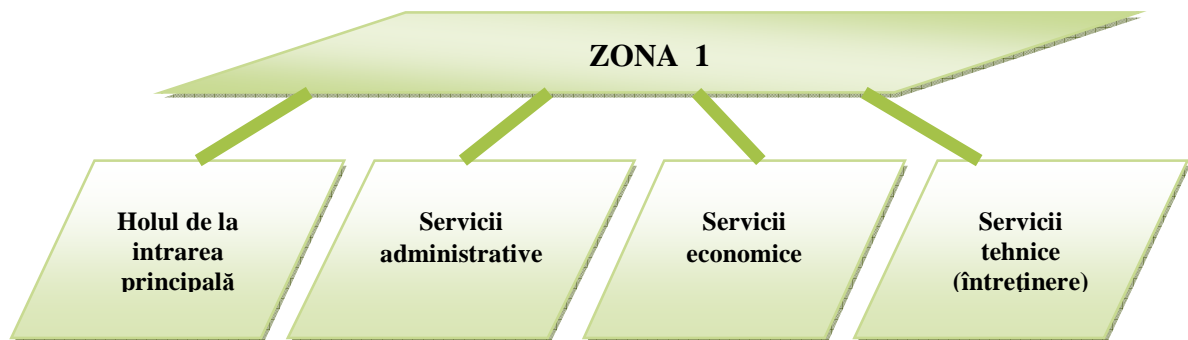 ZONA 1
Holul de la
intrarea
principală
Servicii
administrative
Servicii
economice
Servicii
tehnice
(întreţinere)